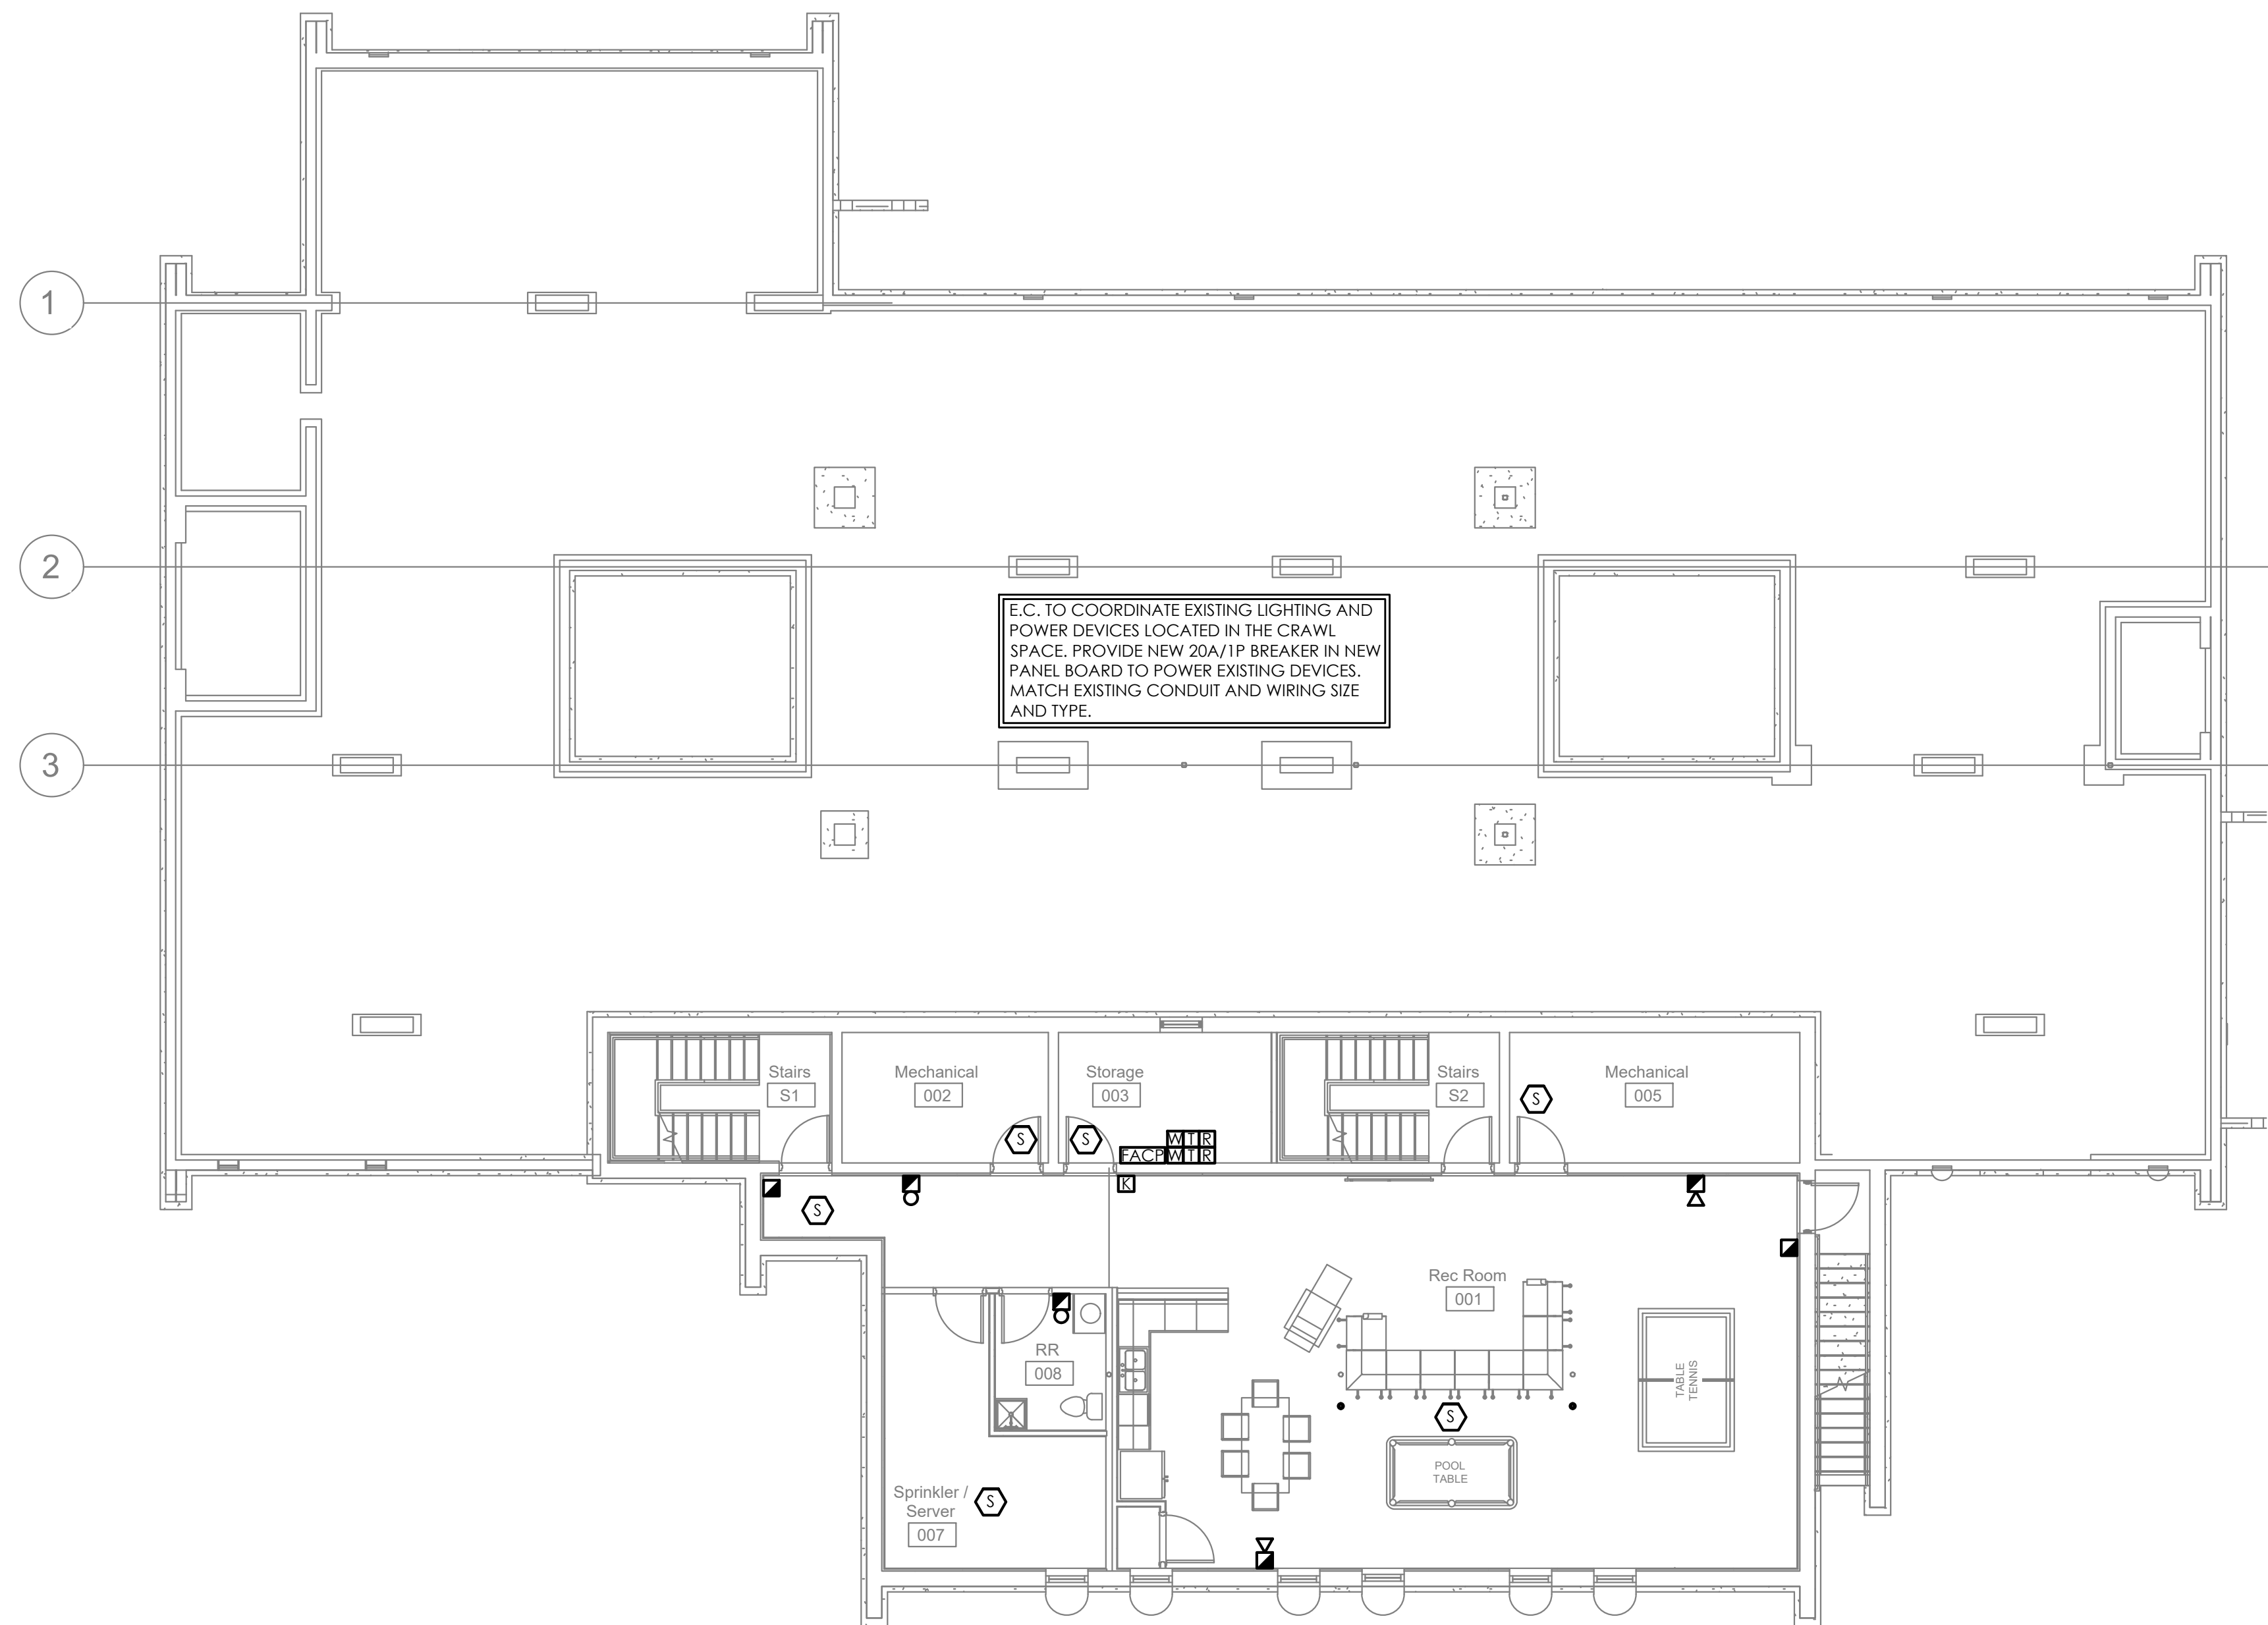 1
2
E.C. TO COORDINATE EXISTING LIGHTING AND
POWER DEVICES LOCATED IN THE CRAWL
SPACE. PROVIDE NEW 20A/1P BREAKER IN NEW
PANEL BOARD TO POWER EXISTING DEVICES.
MATCH EXISTING CONDUIT AND WIRING SIZE
AND TYPE.
3
Stairs
S1
Mechanical
002
Storage
003
Stairs
S2
Mechanical
005
S
S
S
W T R
FACP W T R
K
S
Rec Room
001
RR
008
TABLE
TENNIS
S
POOL
TABLE
Sprinkler /
Server
007
S